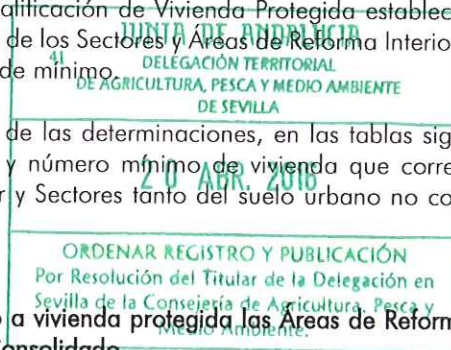 alificación de Vivienda Protegida establec
de los Sectores y Áreas de Reforma Interio
JUNTA DE ANDALUCIA
41
DELEGACIÓN TERRITORIAL
de mínimo.
DE AGRICULTURA, PESCA Y MEDIO AMBIENTE
DE SEVILLA
de las determinaciones, en las tablas sig
y número mínimo de vivienda que corre
20 ABR. 2016
r y Sectores tanto del suelo urbano no co
ORDENAR REGISTRO Y PUBLICACIÓN
Por Resolución del Titular de la Delegación en
Sevilla de la Consejería de Agricultura, Pesca y
Medio Ambiente.
a vivienda protegida las Áreas de Reform
Consolidado